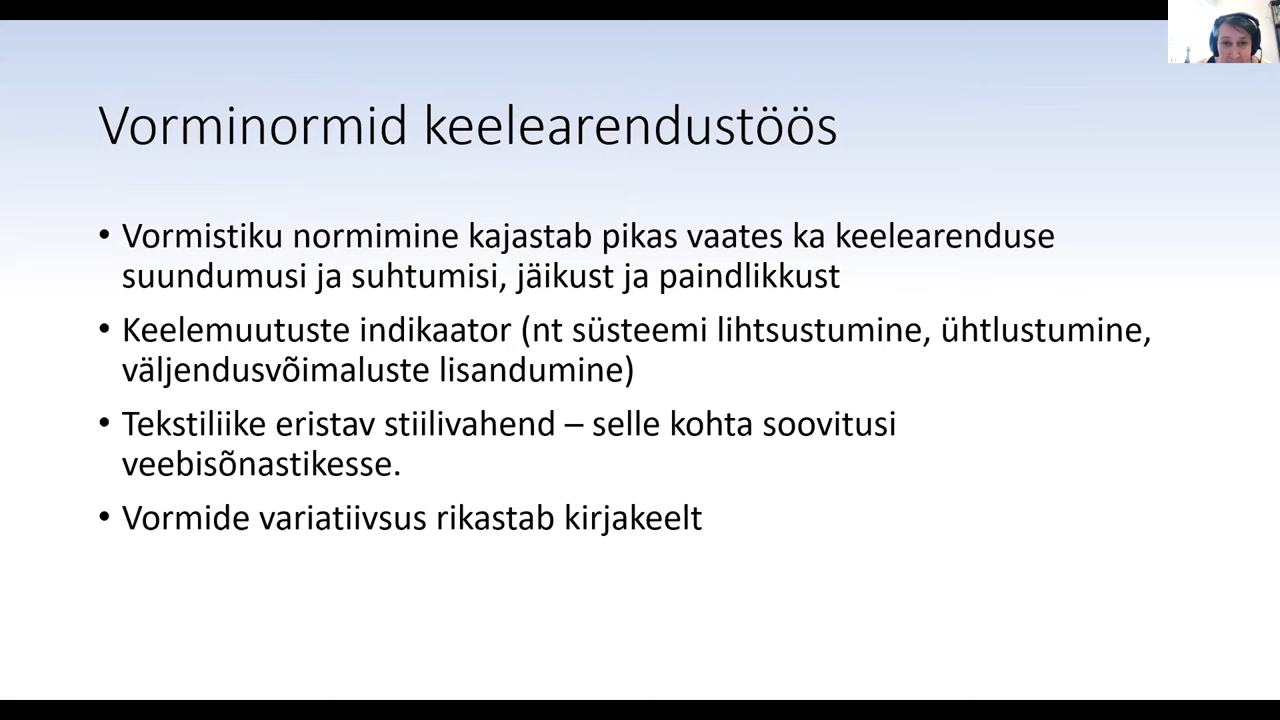 Vorminormid keelearendustöös
• Vormistiku normimine kajastab pikas vaates ka keelearenduse
suundumusi ja suhtumisi, jäikust ja paindlikkust
• Keelemuutuste indikaator (nt süsteemi lihtsustumine, ühtlustumine,
väljendusvõimaluste lisandumine)
• Tekstiliike eristav stiilivahend – selle kohta soovitusi
veebisõnastikesse.
• Vormide variatiivsus rikastab kirjakeelt